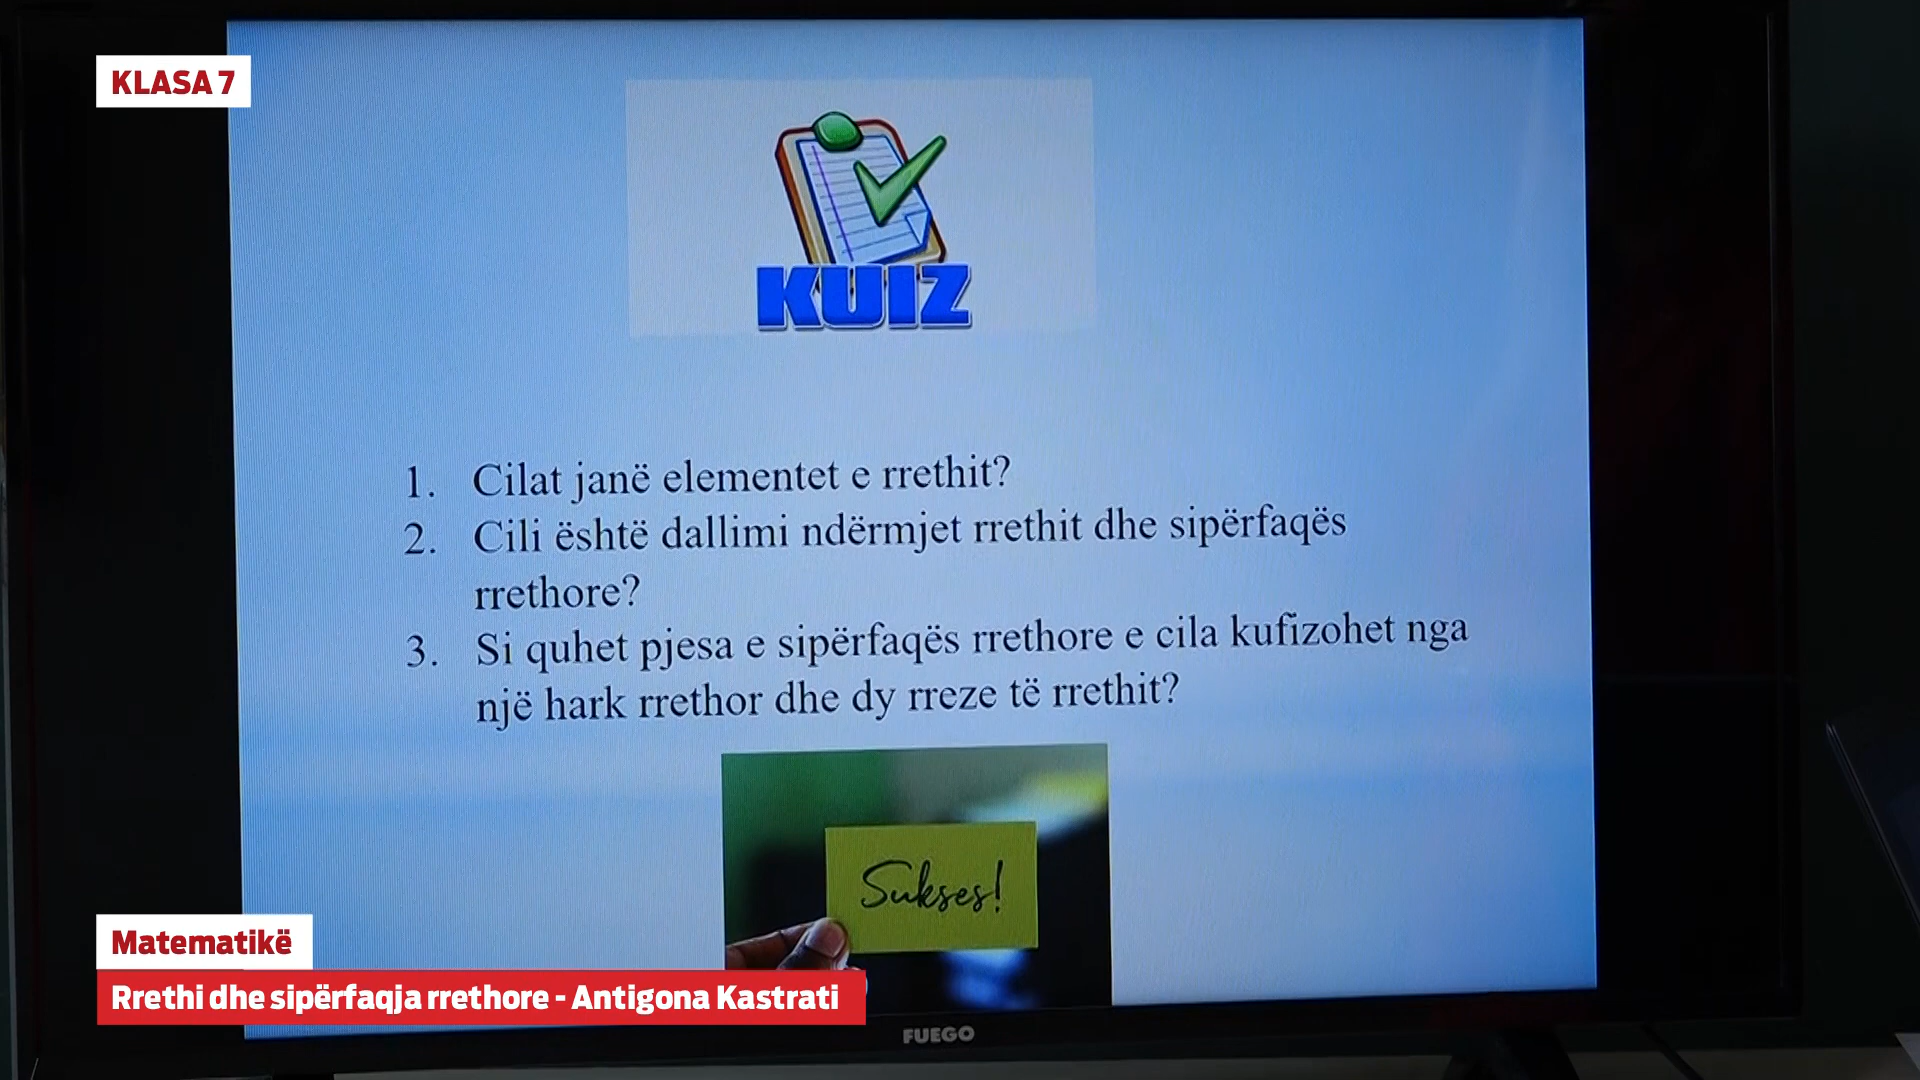 KLASA 7
KUIZ
1. Cilat janë elementet e rrethit?
2. Cili është dallimi ndërmjet rrethit dhe sipërfaqës
rrethore?
3. Si quhet pjesa e sipërfaqës rrethore e cila kufizohet nga
një hark rrethor dhe dy rreze të rrethit?
Sukses!
Matematikë
Rrethi dhe sipërfaqja rrethore - Antigona Kastrati
FUEGO